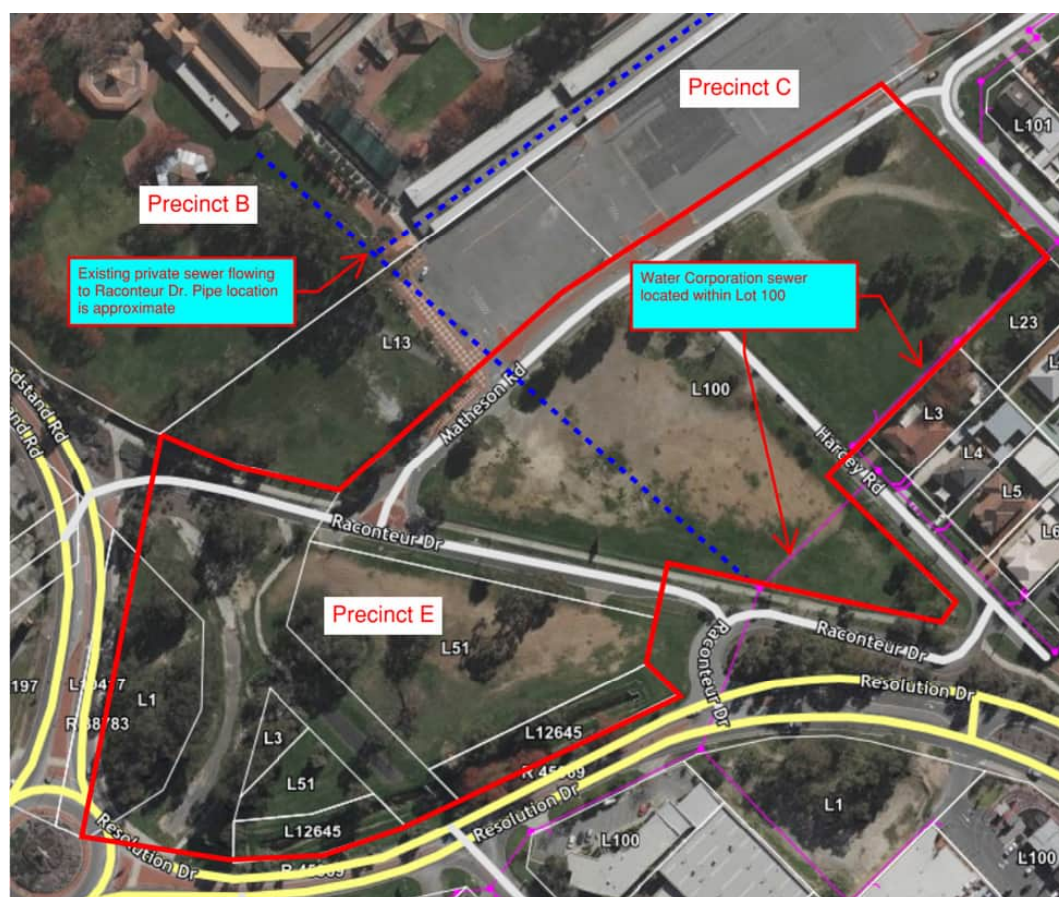 Precinct C
L101
Precinct B
Existing private sewer flowing
to Raconteur Dr. Pipe location
is approximate
Water Corporation sewer
located within Lot 100
L23
L13
Matheson Rd
L100
Harcey Rd
L3
L4
L5
Raconteur Dr
Precinct E
L51
Raconteur Dr
Raconteur Dr
Resolution Dr
197
L1
R 38783
L3
L12645
L51
Resolution Dr
L1
L12645
Resolution Dr
L100
L100